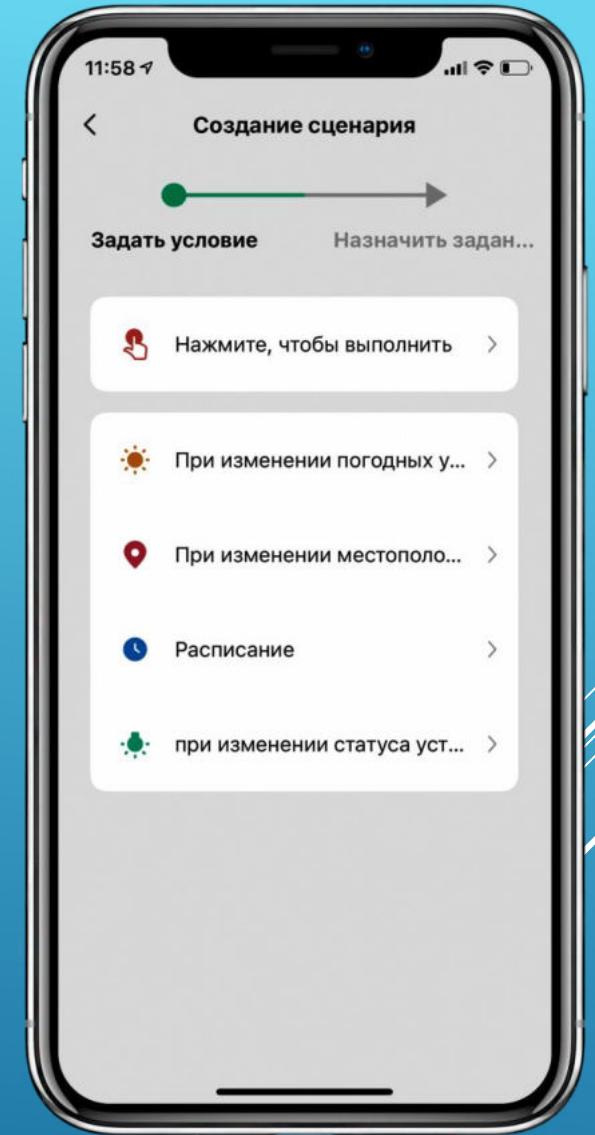 11:58
Создание сценария
Задать условие
Назначить задан...
Нажмите, чтобы выполнить
При изменении погодных у...
При изменении местополо...
Расписание
при изменении статуса уст...